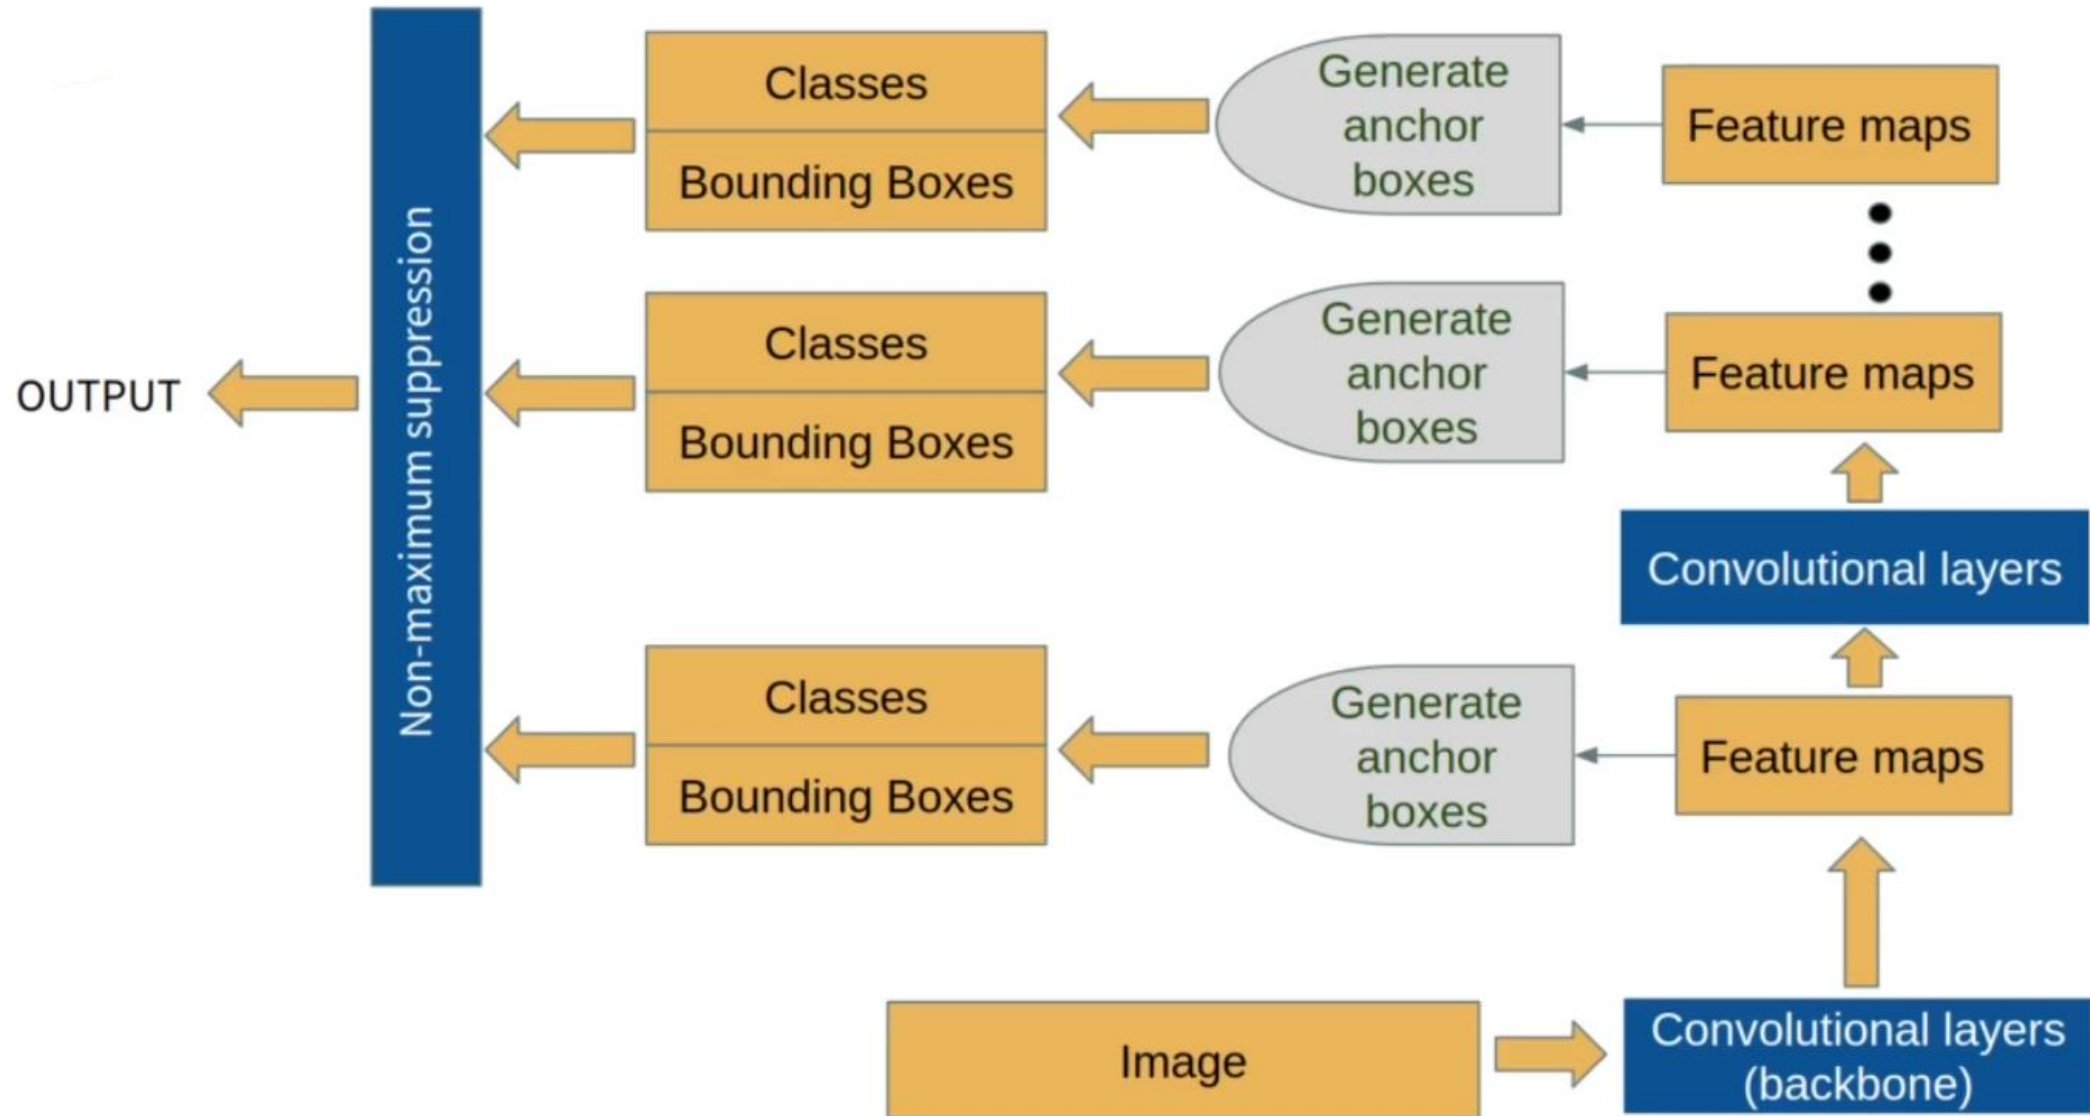 Classes
Bounding Boxes
Generate
anchor
boxes
Feature maps
Non-maximum suppression
OUTPUT
Classes
Bounding Boxes
Generate
anchor
boxes
Feature maps
Convolutional layers
Classes
Bounding Boxes
Generate
anchor
boxes
Feature maps
Image
Convolutional layers
(backbone)